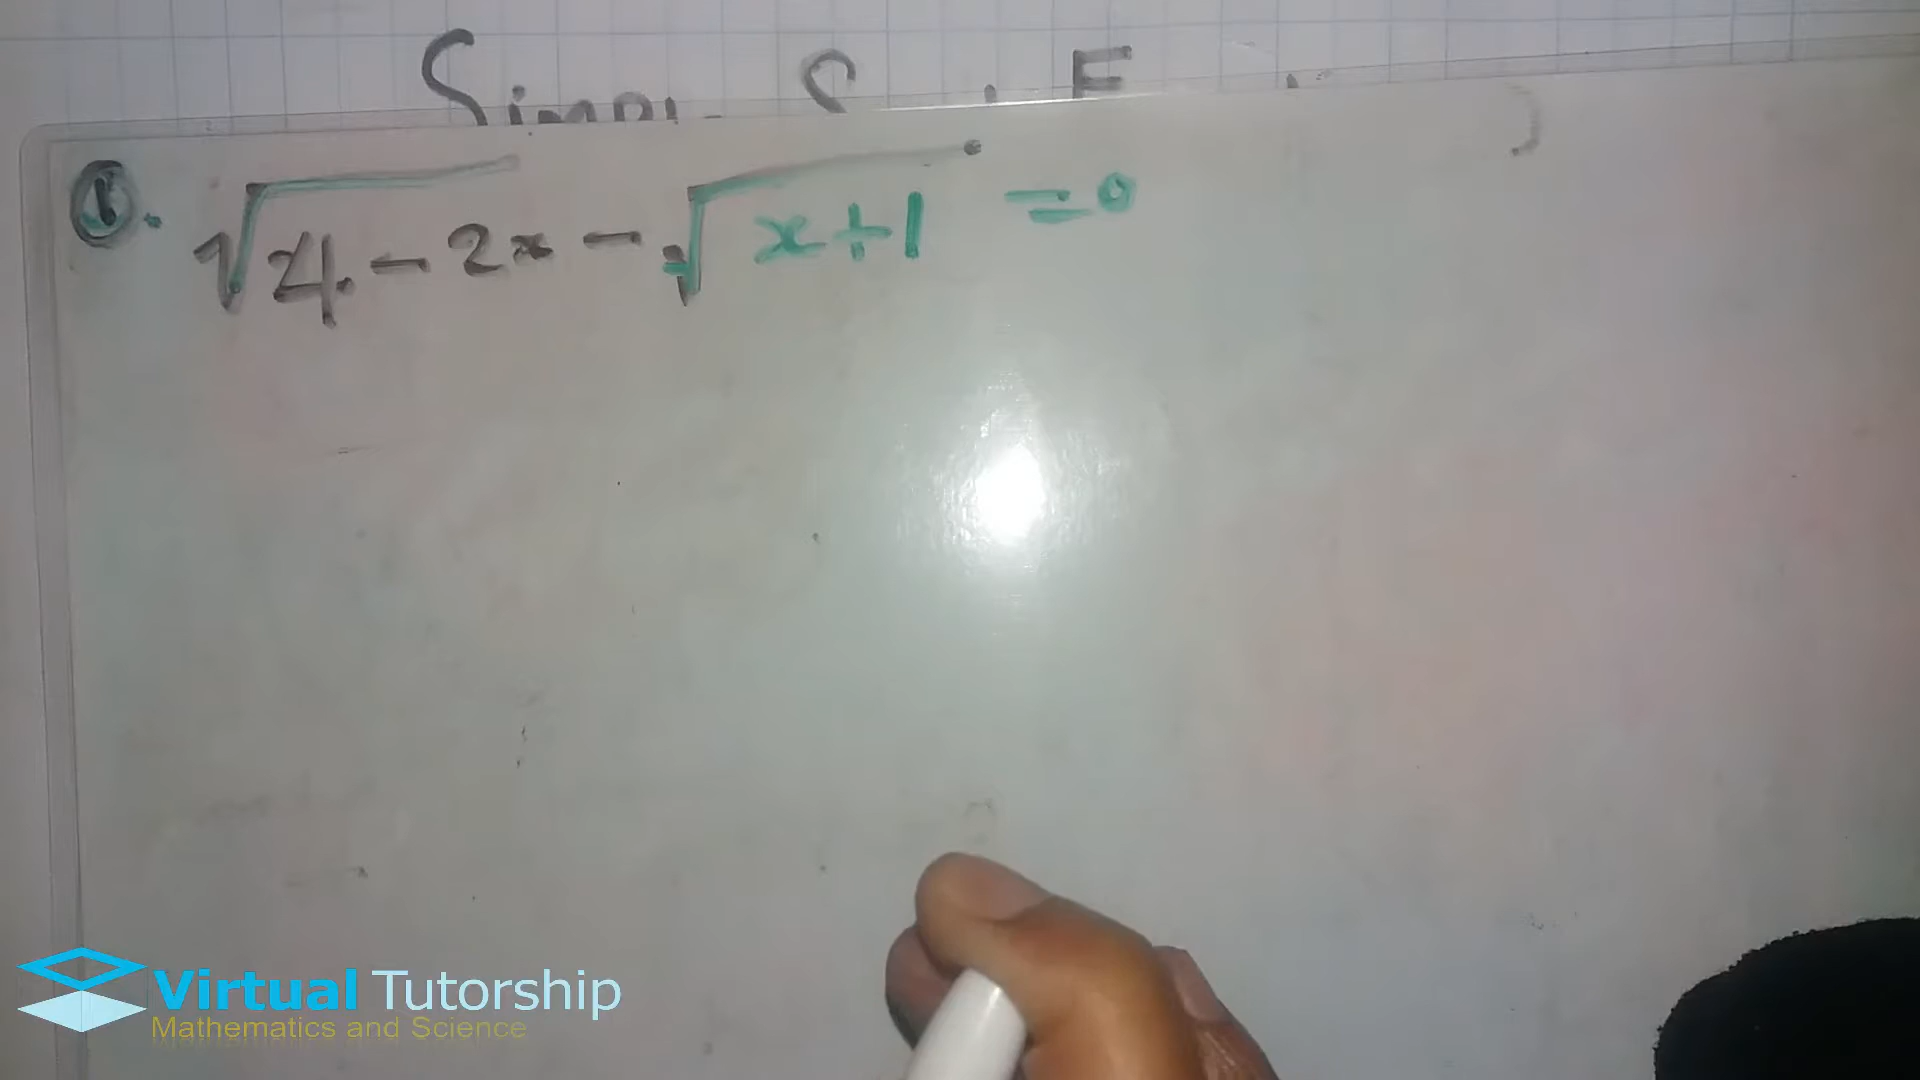 ①. √4-2x - √x+1 = 0
Virtual Tutorship
Mathematics and Science